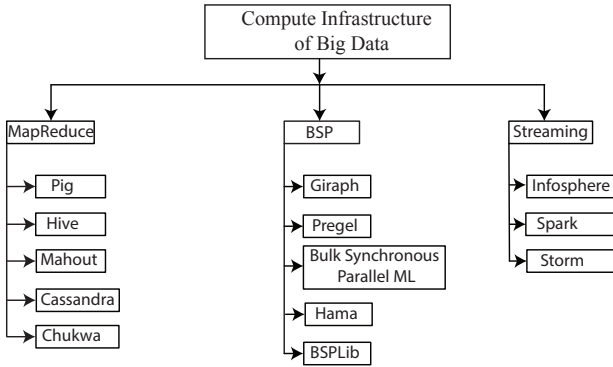 Compute Infrastructure
of Big Data
MapReduce
Pig
Hive
Mahout
Cassandra
Chukwa
BSP
Giraph
Pregel
Bulk Synchronous
Parallel ML
Hama
BSPLib
Streaming
Infosphere
Spark
Storm